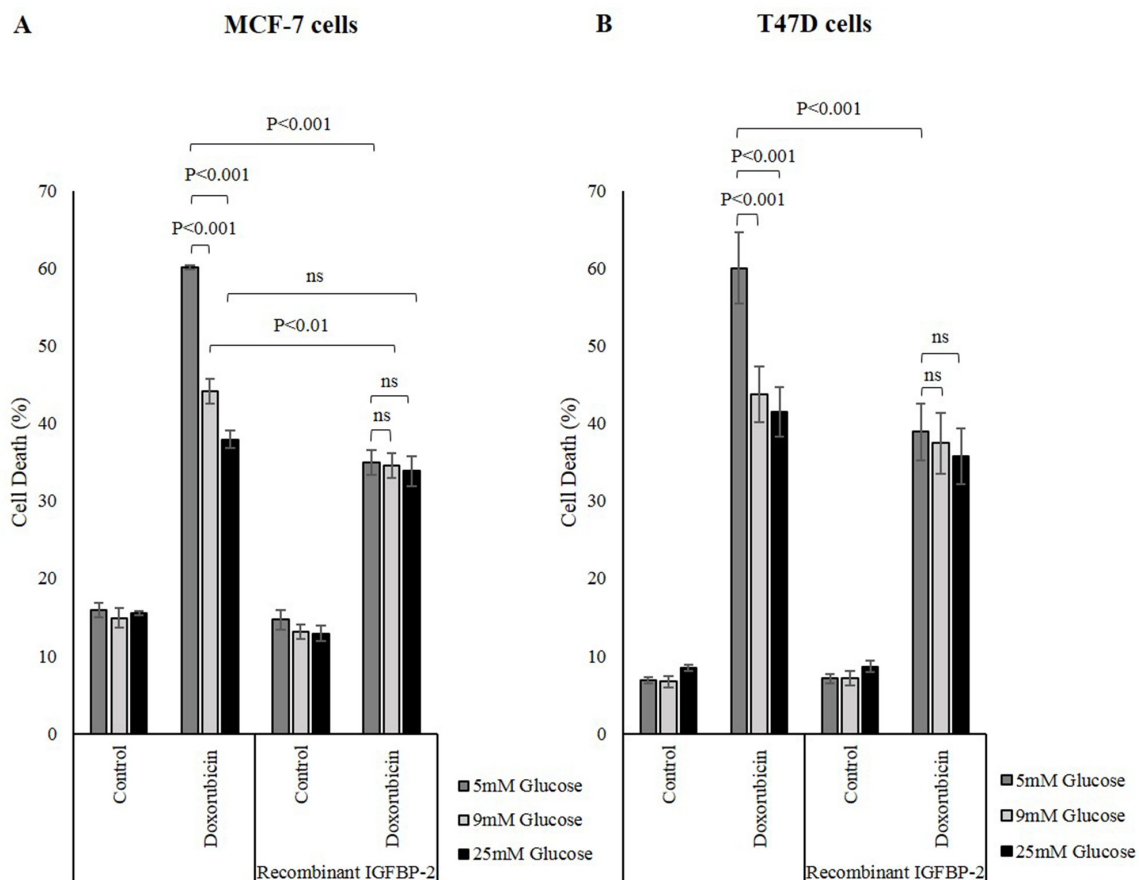 A
MCF-7 cells
P<0.001
P<0.001
P<0.001
ns
P<0.01
ns
ns
Cell Death (%)
70
60
50
40
30
20
10
0
Control
Doxorubicin
Control
Doxorubicin
Recombinant IGFBP-2
5mM Glucose
9mM Glucose
25mM Glucose
B
T47D cells
P<0.001
P<0.001
P<0.001
ns
ns
Cell Death (%)
70
60
50
40
30
20
10
0
Control
Doxorubicin
Control
Doxorubicin
Recombinant IGFBP-2
5mM Glucose
9mM Glucose
25mM Glucose